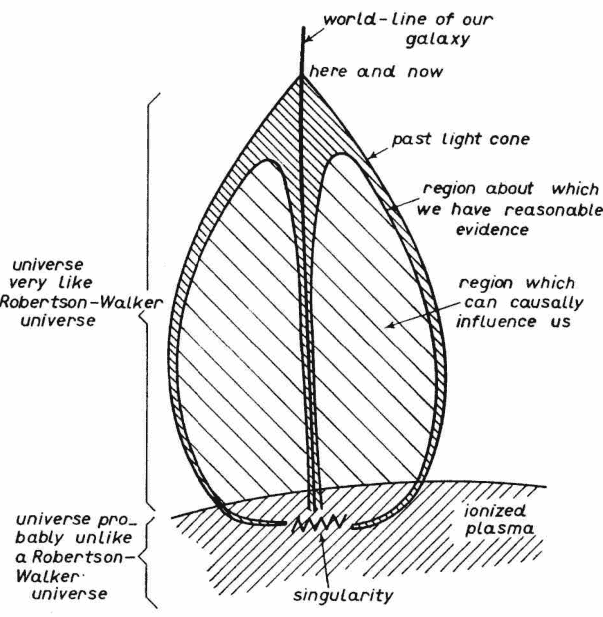 world-line of our
galaxy
here and now
past light cone
region about which
we have reasonable
evidence
universe
very like
Robertson-Walker
universe
region which
can causally
influence us
universe pro-
bably unlike
a Robertson-
Walker
universe
ionized
plasma
singularity